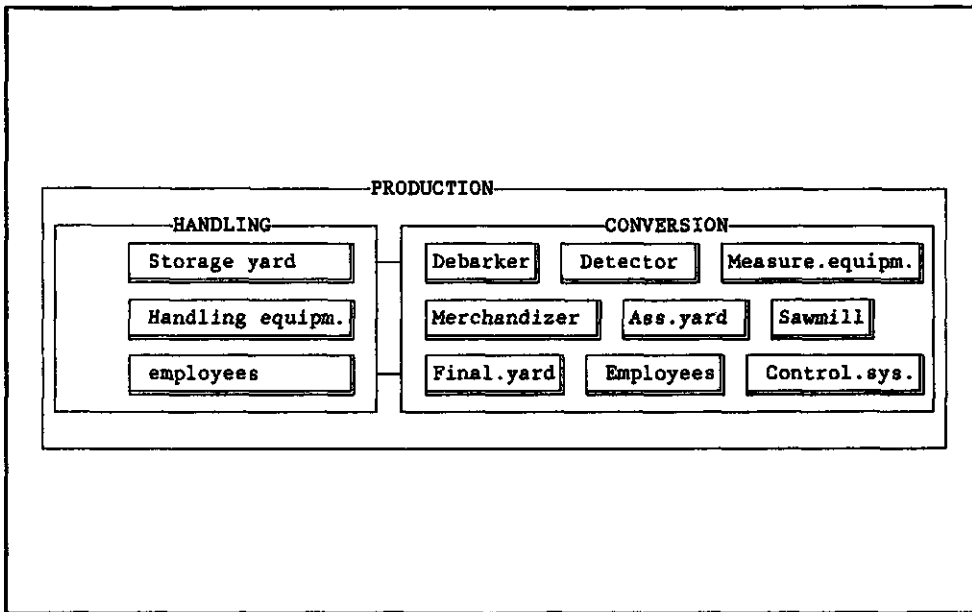 PRODUCTION
HANDLING
CONVERSION
Storage yard
Debarker
Detector
Measure.equipm.
Handling equipm.
Merchandizer
Ass.yard
Sawmill
employees
Final.yard
Employees
Control.sys.